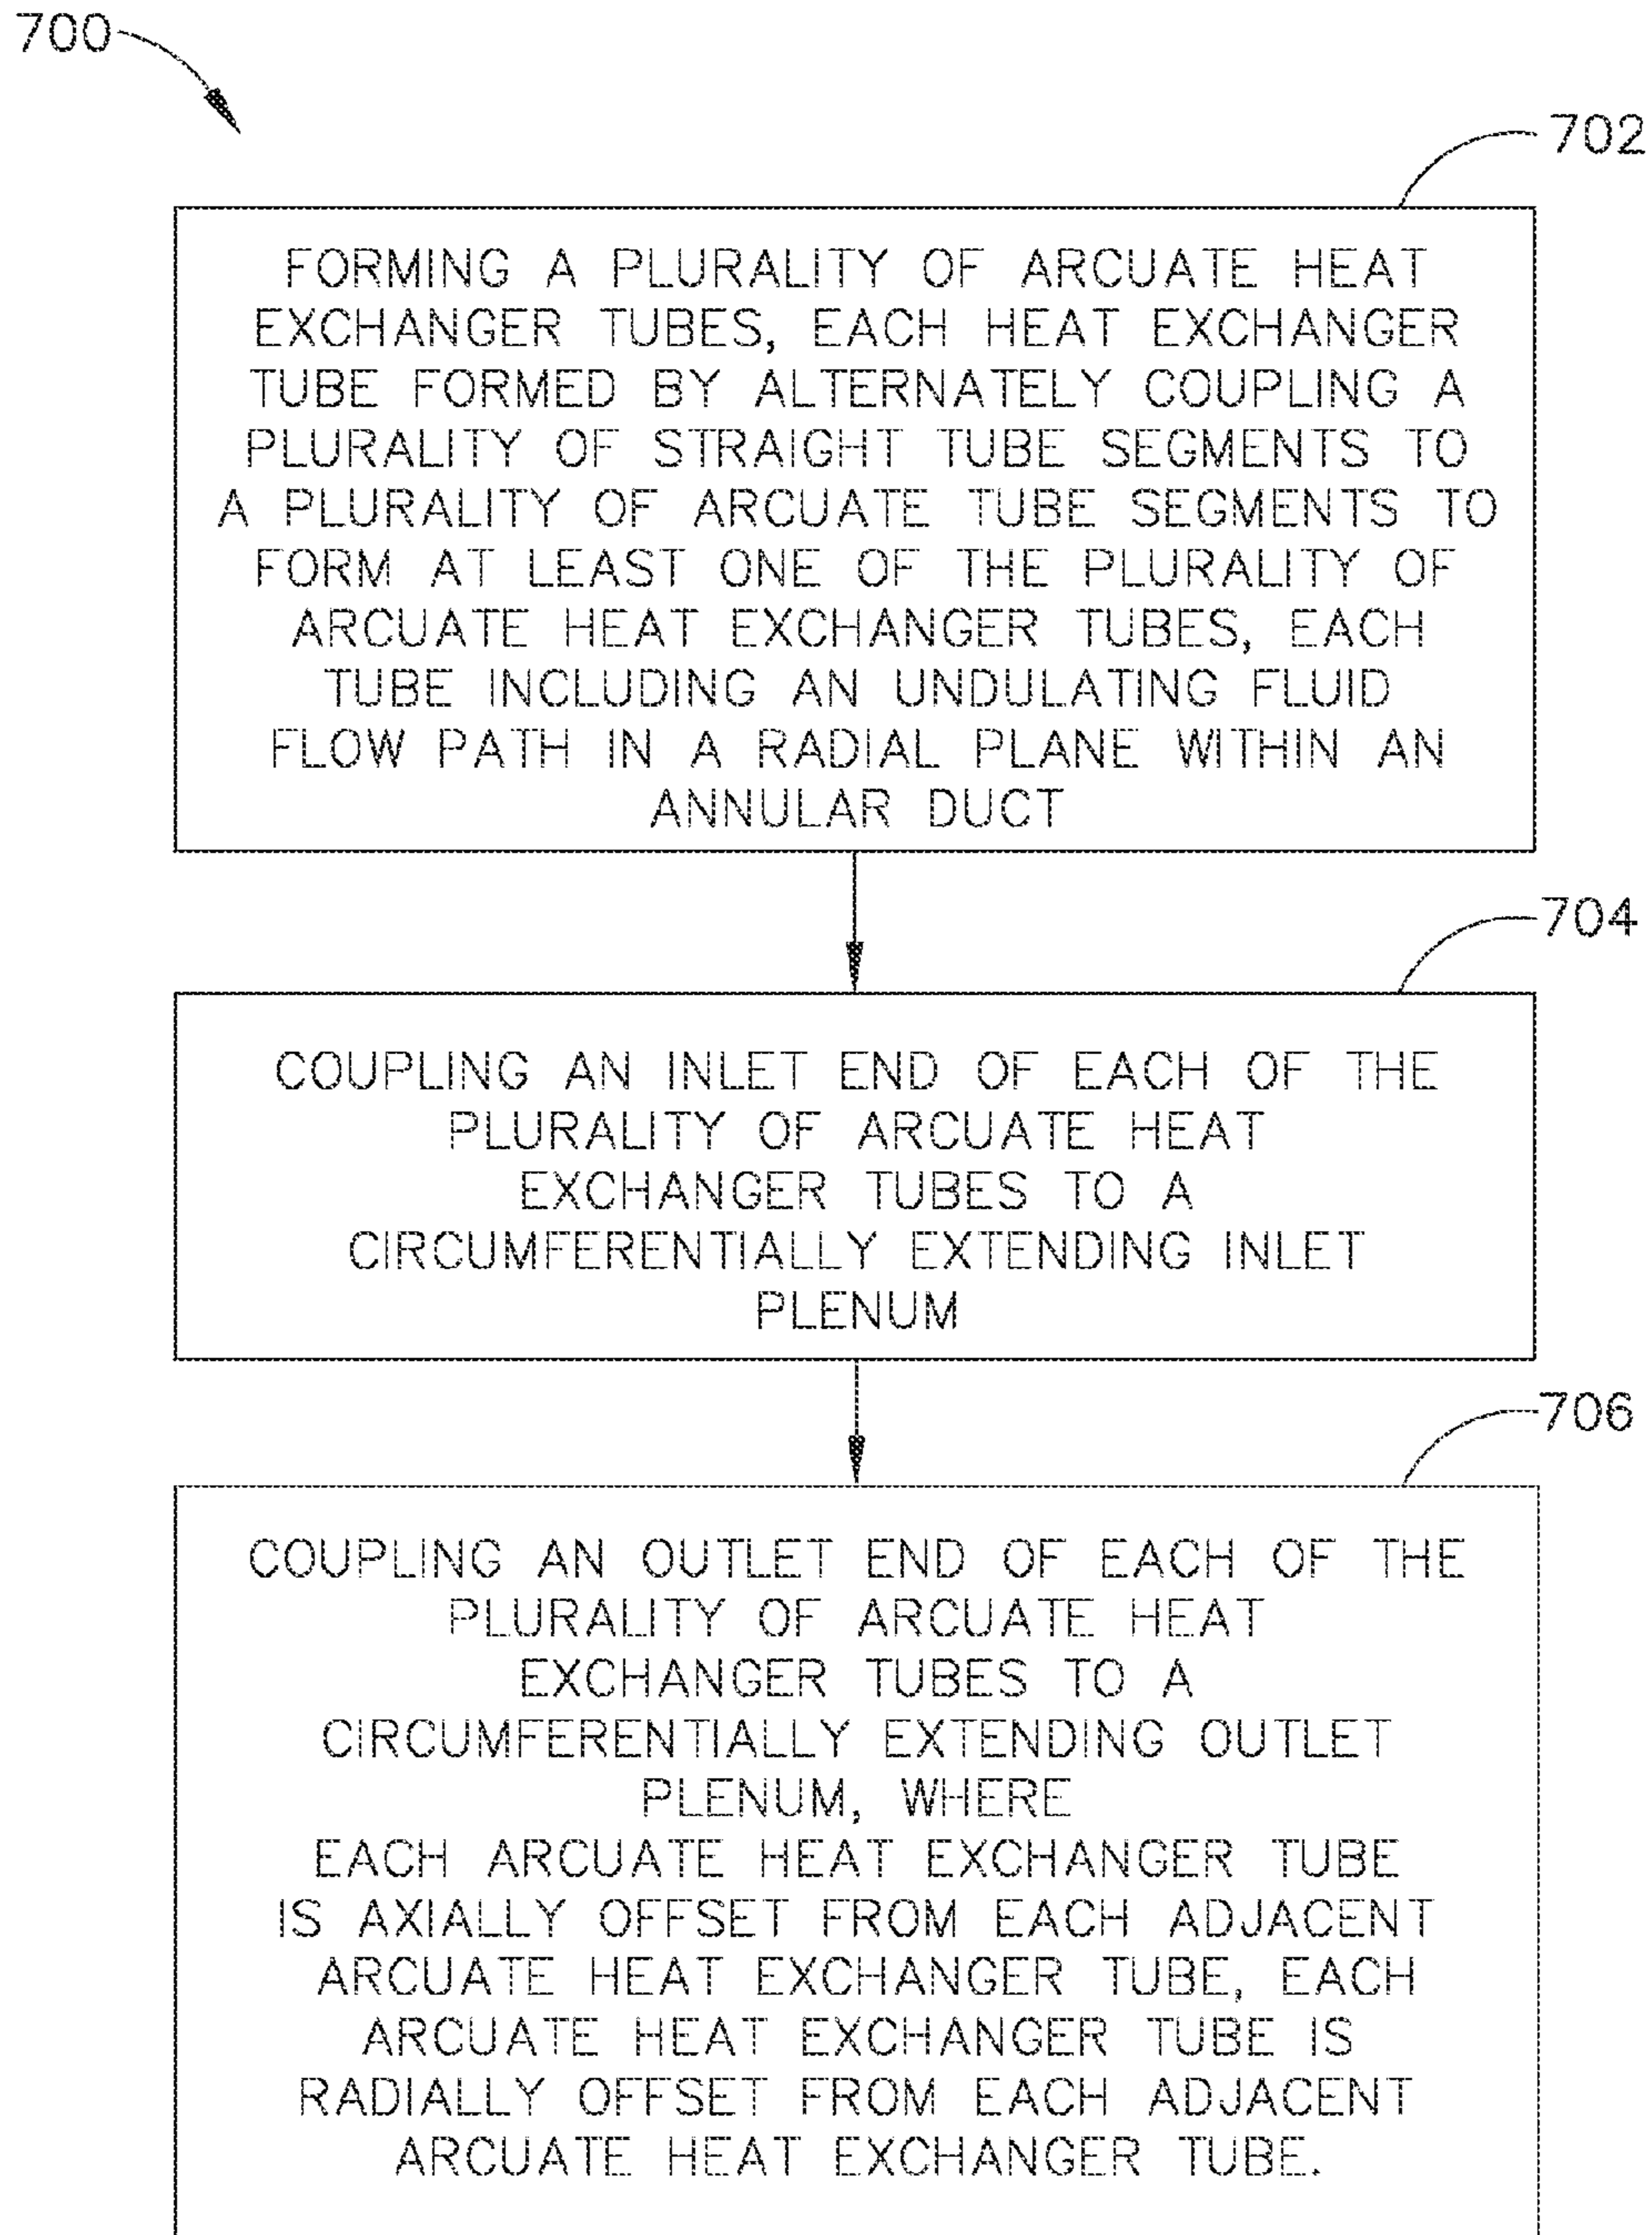 700
702
FORMING A PLURALITY OF ARCUATE HEAT
EXCHANGER TUBES, EACH HEAT EXCHANGER
TUBE FORMED BY ALTERNATELY COUPLING A
PLURALITY OF STRAIGHT TUBE SEGMENTS TO
A PLURALITY OF ARCUATE TUBE SEGMENTS TO
FORM AT LEAST ONE OF THE PLURALITY OF
ARCUATE HEAT EXCHANGER TUBES, EACH
TUBE INCLUDING AN UNDULATING FLUID
FLOW PATH IN A RADIAL PLANE WITHIN AN
ANNULAR DUCT
704
COUPLING AN INLET END OF EACH OF THE
PLURALITY OF ARCUATE HEAT
EXCHANGER TUBES TO A
CIRCUMFERENTIALLY EXTENDING INLET
PLENUM
706
COUPLING AN OUTLET END OF EACH OF THE
PLURALITY OF ARCUATE HEAT
EXCHANGER TUBES TO A
CIRCUMFERENTIALLY EXTENDING OUTLET
PLENUM, WHERE
EACH ARCUATE HEAT EXCHANGER TUBE
IS AXIALLY OFFSET FROM EACH ADJACENT
ARCUATE HEAT EXCHANGER TUBE, EACH
ARCUATE HEAT EXCHANGER TUBE IS
RADIALLY OFFSET FROM EACH ADJACENT
ARCUATE HEAT EXCHANGER TUBE.